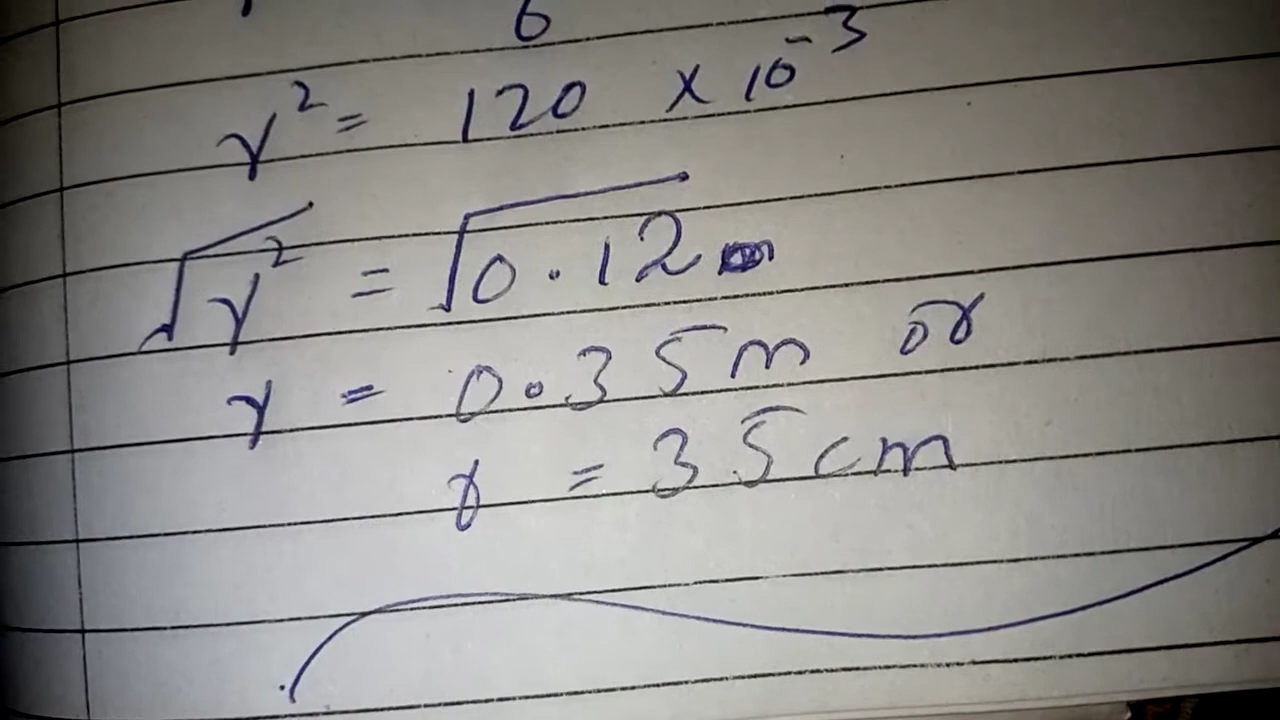 6
r² = 120 × 10⁻³
√r² = √0.12
r = 0.35m or
r = 35cm